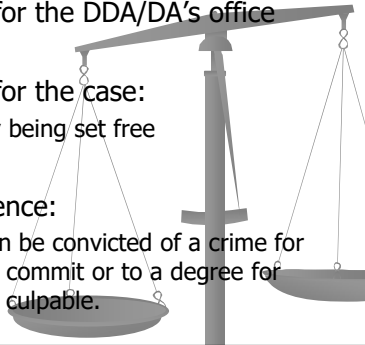 for the DDA/DA's office
for the case:
being set free
ence:
n be convicted of a crime for
commit or to a degree for
culpable.